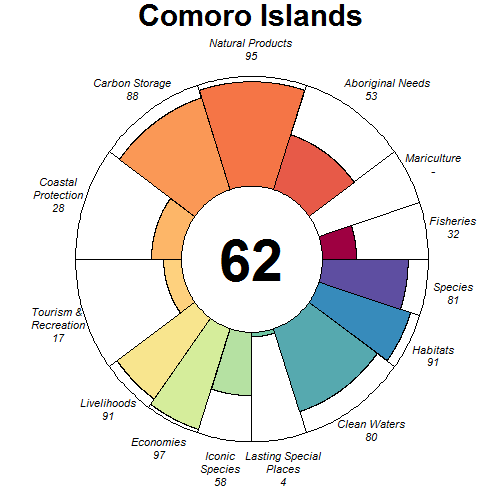 Comoro Islands
Natural Products
95
Carbon Storage
88
Aboriginal Needs
53
Mariculture
-
Coastal
Protection
28
Fisheries
32
62
Species
81
Tourism &
Recreation
17
Habitats
91
Livelihoods
91
Clean Waters
80
Economies
97
Iconic
Species
58
Lasting Special
Places
4